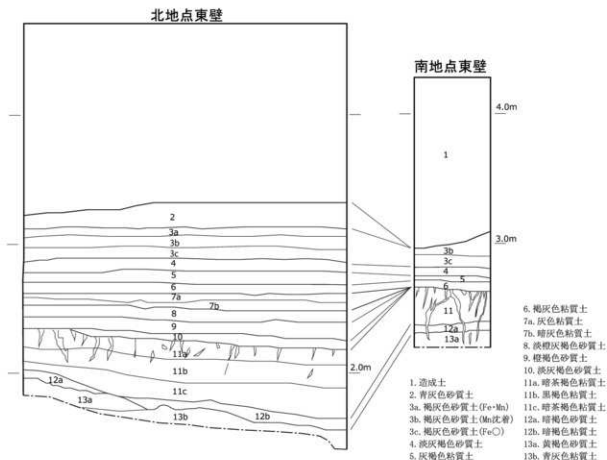 北地点東壁
南地点東壁
4.0m
1
3.0m
2
3a
3b
3c
4
5
6
7a
7b
8
9
10
11a
11b
11c
12a
13a
13b
12b
2.0m
3b
3c
4
5
6
11
12a
13a
1. 造成土
2. 青灰色砂質土
3a. 褐灰色砂質土(Fe・Mn)
3b. 褐灰色砂質土(Mn沈着)
3c. 褐灰色砂質土(Fe〇)
4. 淡灰褐色砂質土
5. 灰褐色粘質土
6. 褐灰色粘質土
7a. 灰色粘質土
7b. 暗灰色粘質土
8. 淡橙灰褐色砂質土
9. 橙褐色砂質土
10. 淡灰褐色砂質土
11a. 暗茶褐色粘質土
11b. 黒褐色粘質土
11c. 暗茶褐色粘質土
12a. 暗褐色砂質土
12b. 暗褐色粘質土
13a. 黄褐色砂質土
13b. 青灰色粘質土